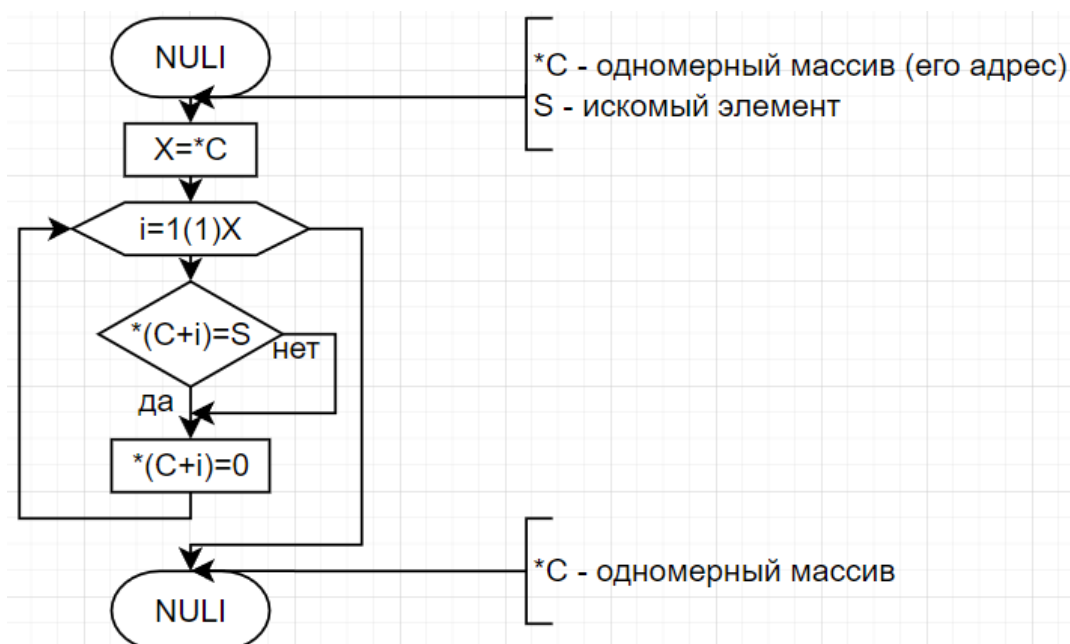 NULI
*C - одномерный массив (его адрес)
S - искомый элемент
X=*C
i=1(1)X
*(C+i)=S
нет
да
*(C+i)=0
*C - одномерный массив
NULI